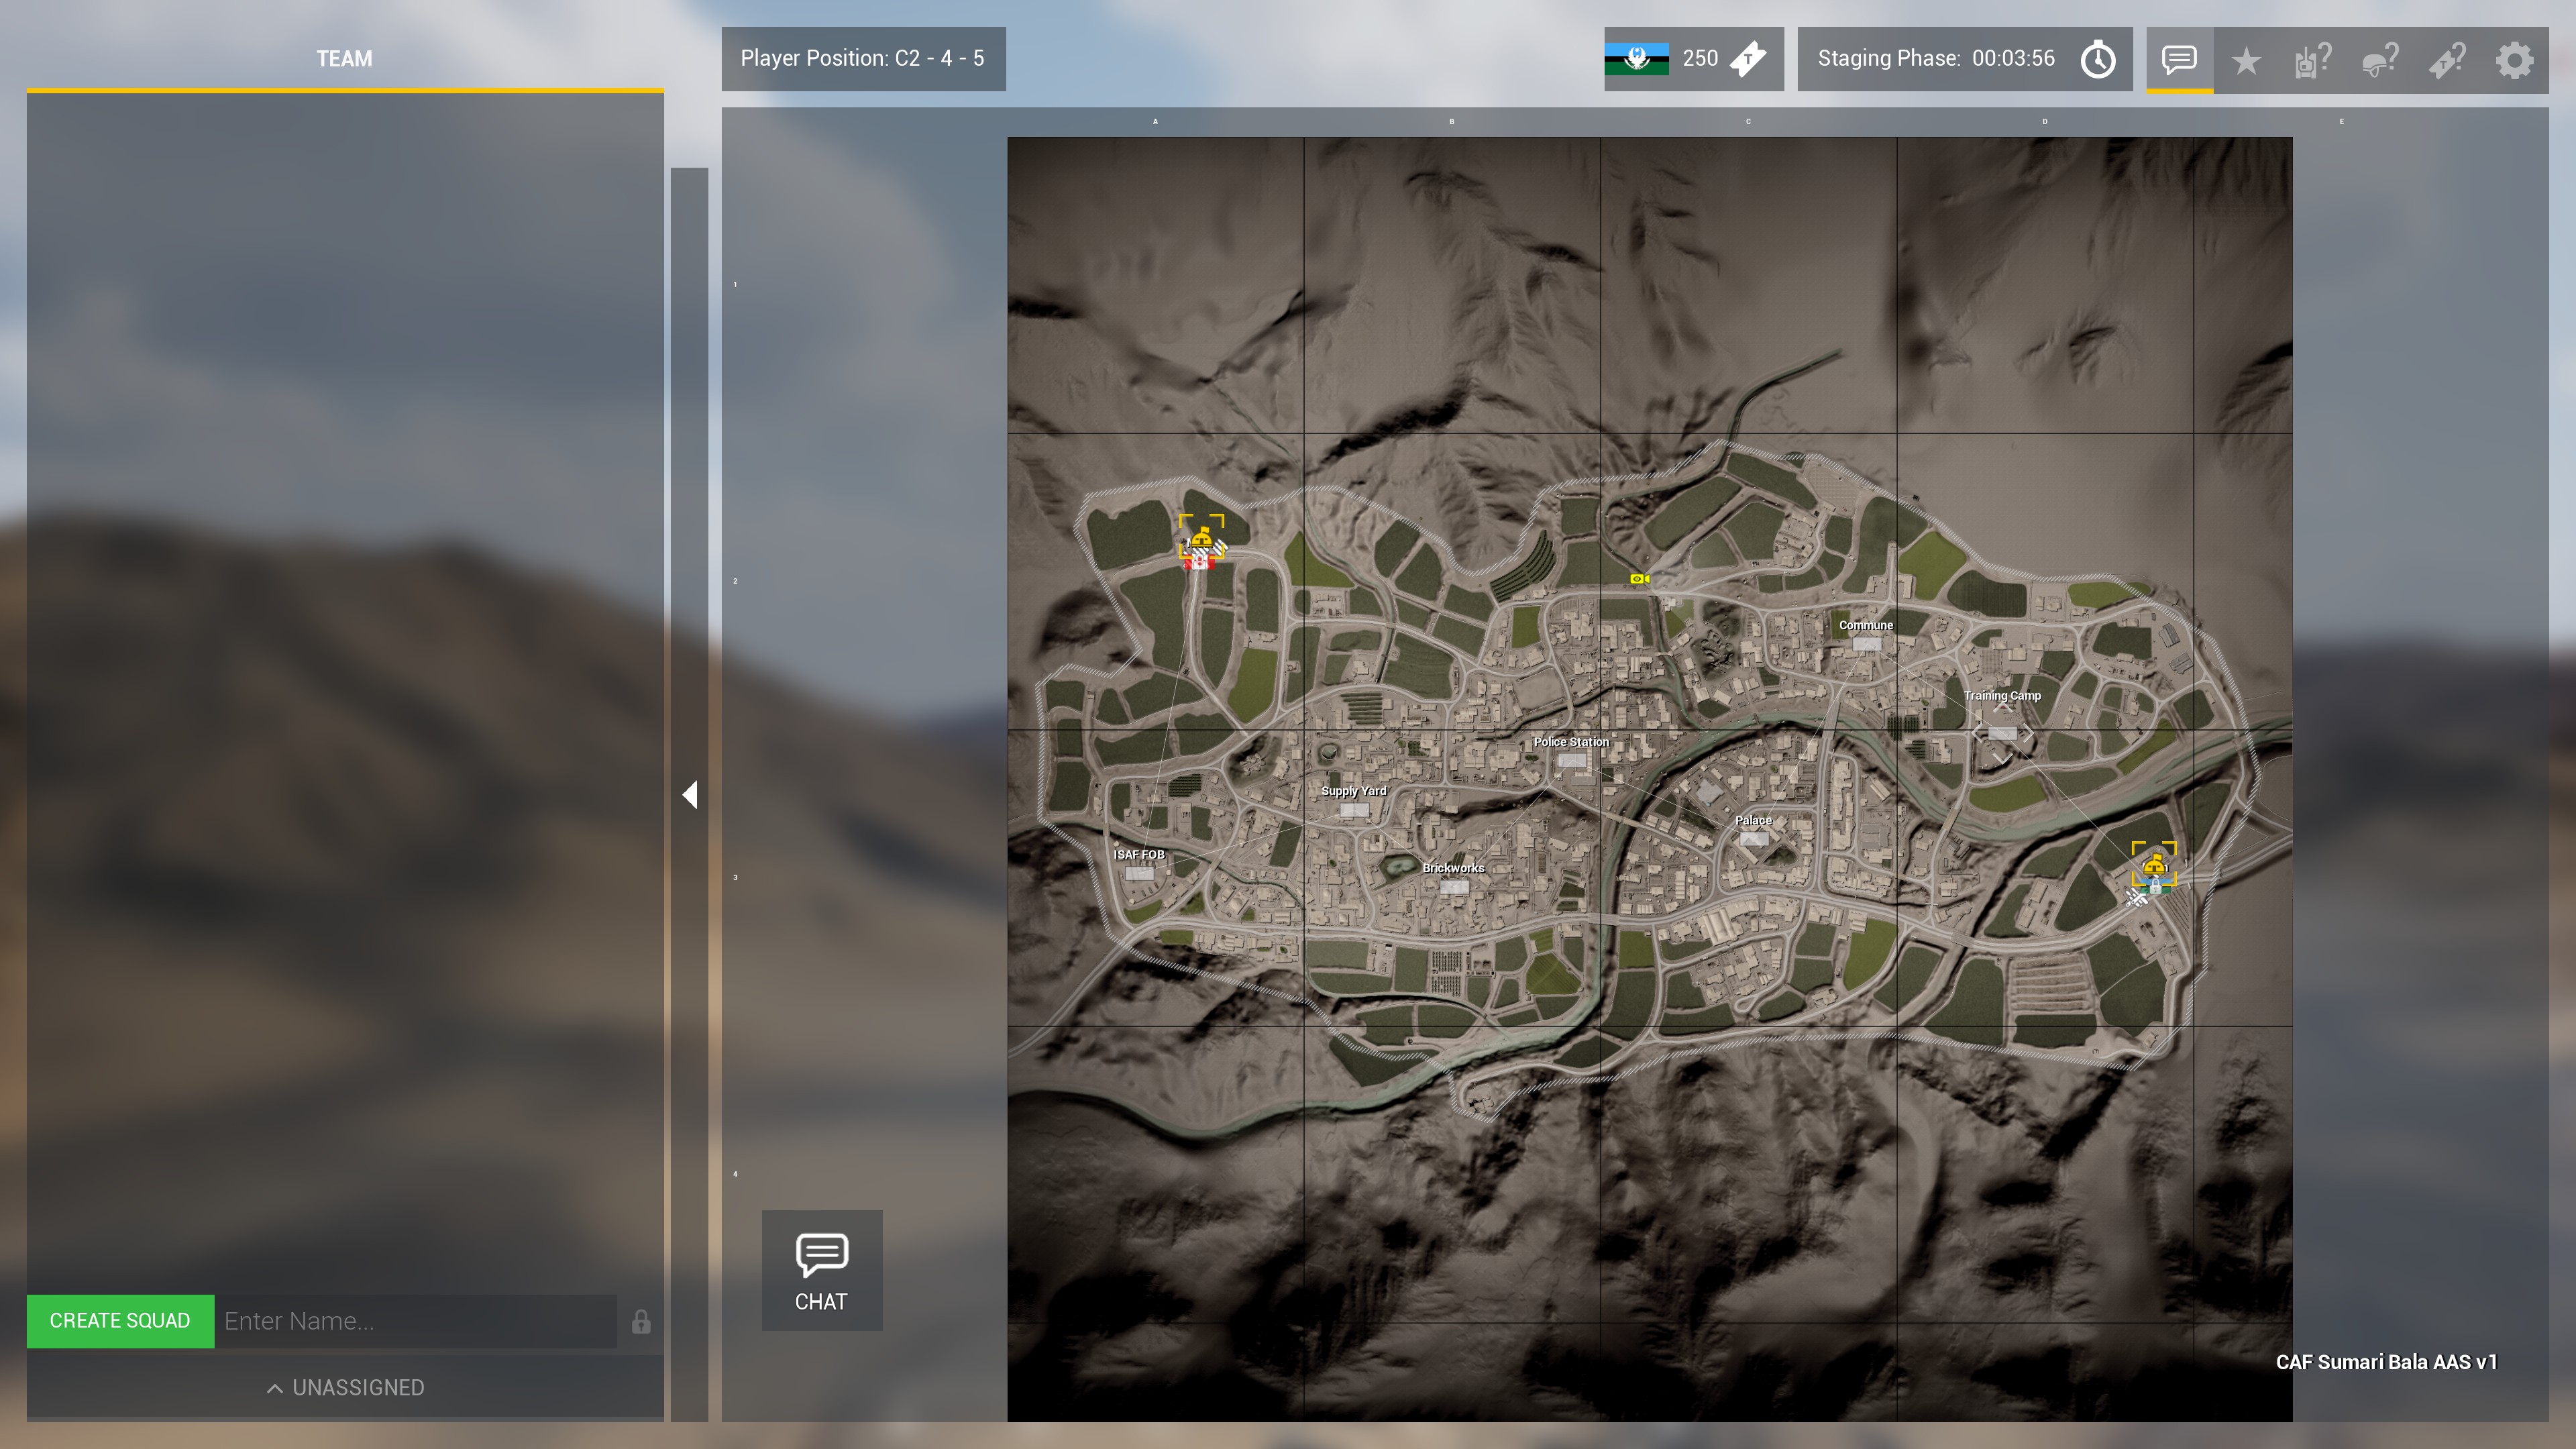 TEAM
Player Position: C2 - 4 - 5
250
T
Staging Phase: 00:03:56
?
?
T?
A
B
C
D
E
1
2
Commune
Training Camp
Police Station
Supply Yard
Palace
ISAF FOB
Brickworks
3
4
CHAT
CREATE SQUAD
Enter Name...
UNASSIGNED
CAF Sumari Bala AAS v1